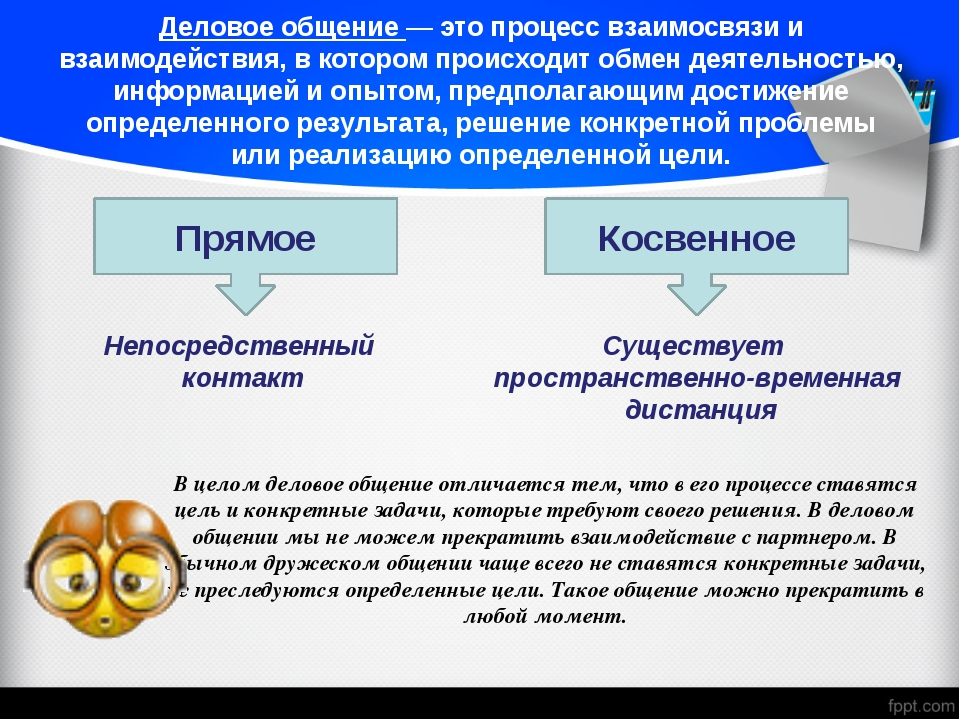 Деловое общение — это процесс взаимосвязи и
взаимодействия, в котором происходит обмен деятельностью,
информацией и опытом, предполагающим достижение
определенного результата, решение конкретной проблемы
или реализацию определенной цели.
Прямое
Косвенное
Непосредственный
контакт
Существует
пространственно-временная
дистанция
В целом деловое общение отличается тем, что в его процессе ставятся
цель и конкретные задачи, которые требуют своего решения. В деловом
общении мы не можем прекратить взаимодействие с партнером. В
обычном дружеском общении чаще всего не ставятся конкретные задачи,
не преследуются определенные цели. Такое общение можно прекратить в
любой момент.
fppt.com